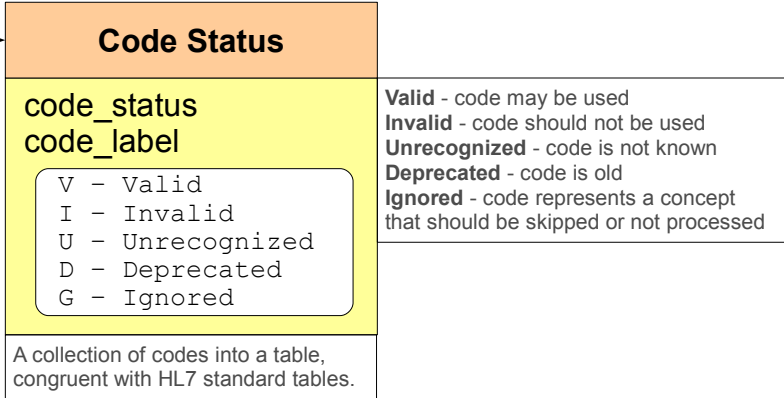 Code Status
code_status
code_label
V – Valid
I – Invalid
U – Unrecognized
D – Deprecated
G – Ignored
Valid - code may be used
Invalid - code should not be used
Unrecognized - code is not known
Deprecated - code is old
Ignored - code represents a concept
that should be skipped or not processed
A collection of codes into a table,
congruent with HL7 standard tables.